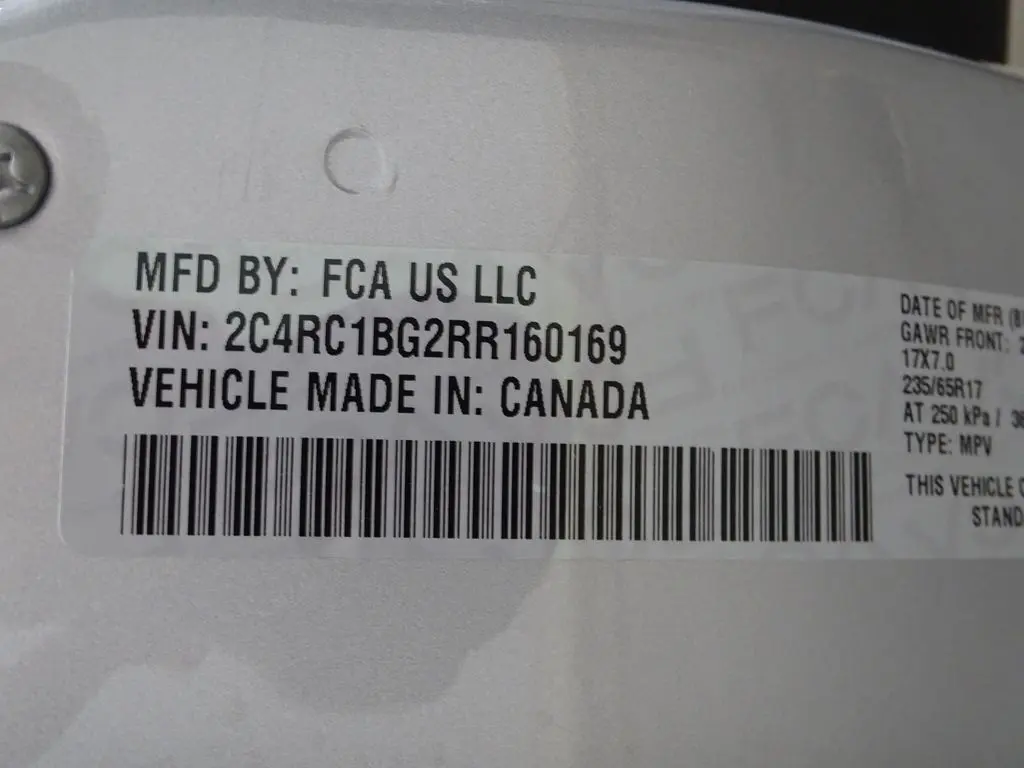 MFD BY: FCA US LLC
VIN: 2C4RC1BG2RR160169
VEHICLE MADE IN: CANADA
DATE OF MFR
GAWR FRONT:
17X7.0
235/65R17
AT 250 kPa /
TYPE: MPV
THIS VEHICLE